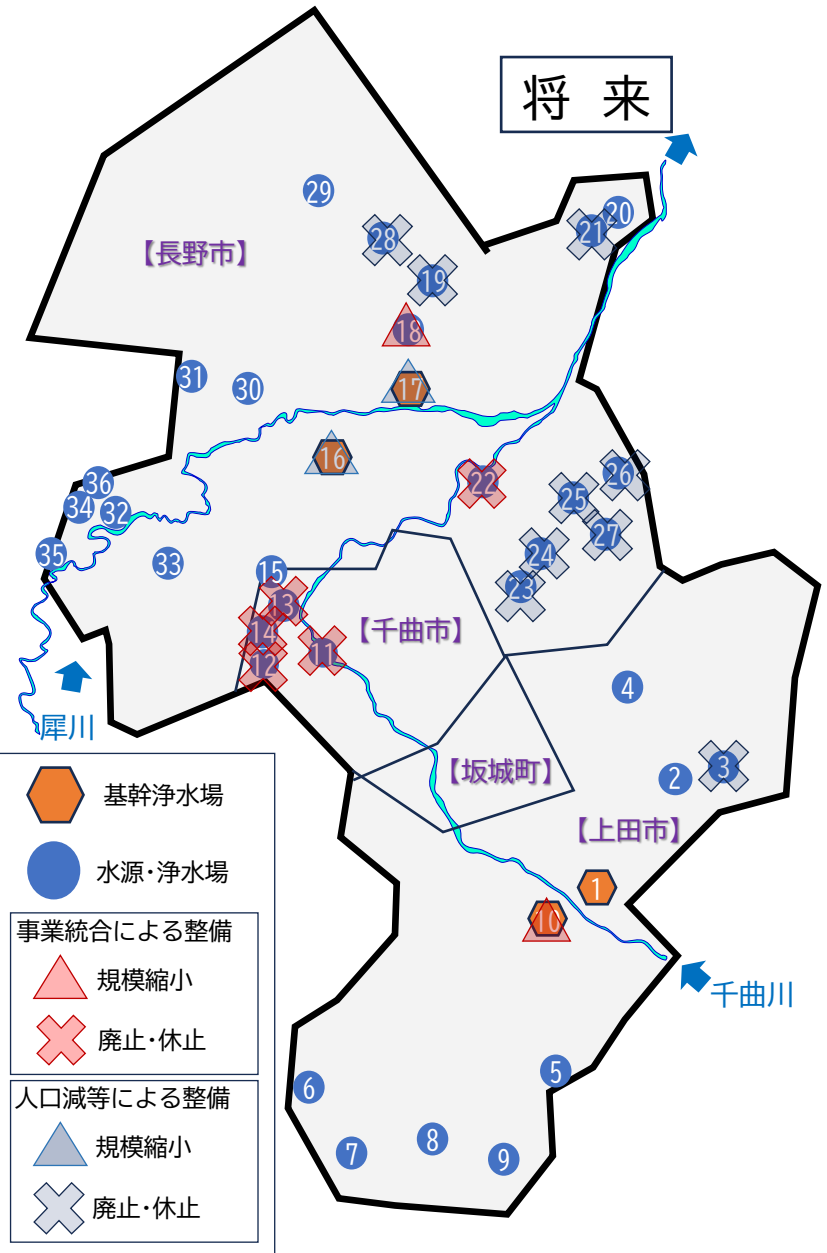 将 来
29
20
28
21
【長野市】
19
18
31
17
30
16
26
36
22
25
34
32
27
35
24
33
15
23
13
【千曲市】
14
11
12
4
犀川
【坂城町】
3
2
【上田市】
基幹浄水場
水源・浄水場
1
10
事業統合による整備
規模縮小
千曲川
廃止・休止
5
6
人口減等による整備
8
規模縮小
7
9
廃止・休止